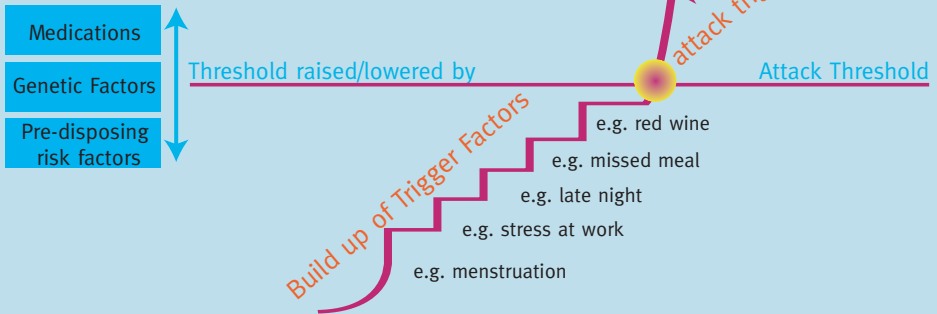 Medications
Genetic Factors
Pre-disposing
risk factors
Threshold raised/lowered by
Attack Threshold
attack
Build up of Trigger Factors
e.g. red wine
e.g. missed meal
e.g. late night
e.g. stress at work
e.g. menstruation